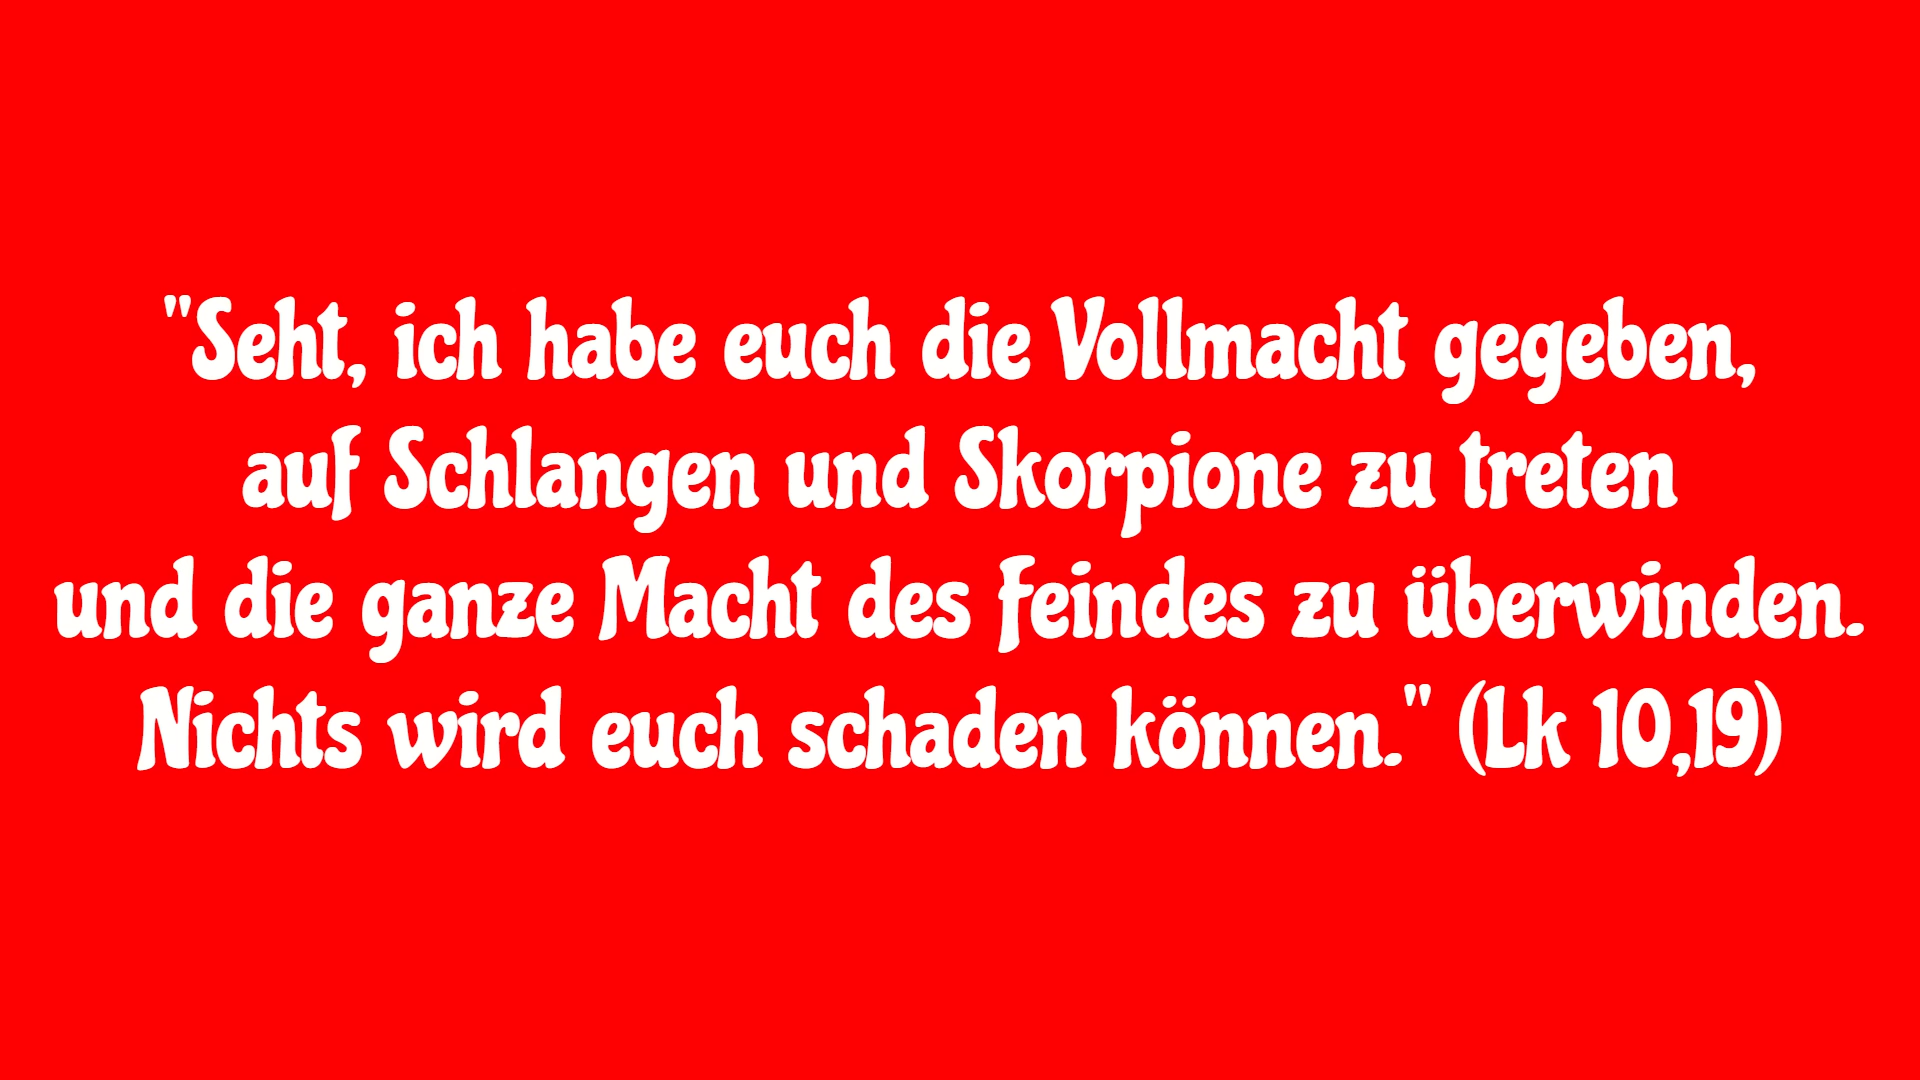 "Seht, ich habe euch die Vollmacht gegeben,
auf Schlangen und Skorpione zu treten
und die ganze Macht des Feindes zu überwinden.
Nichts wird euch schaden können." (Lk 10,19)